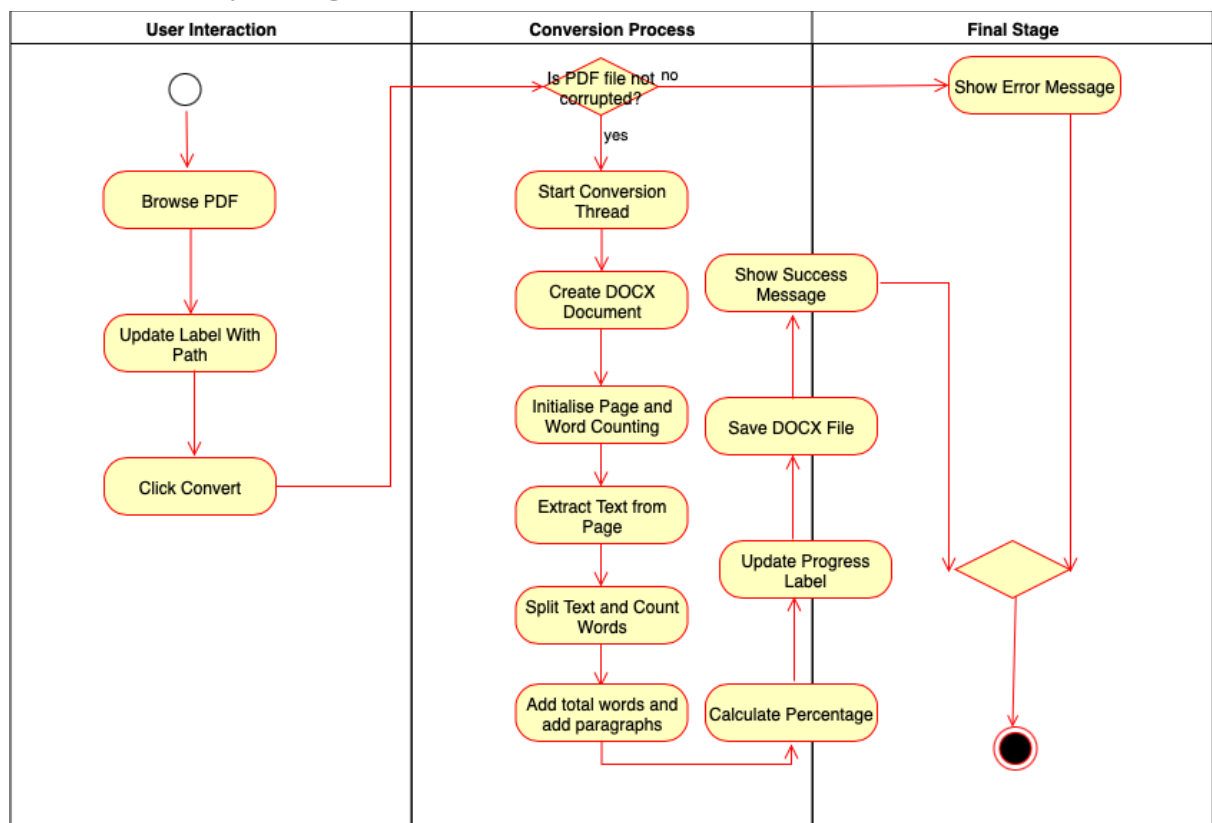 User Interaction
Conversion Process
Final Stage
Browse PDF
Update Label With
Path
Click Convert
Is PDF file not
corrupted?
no
yes
Start Conversion
Thread
Create DOCX
Document
Initialise Page and
Word Counting
Extract Text from
Page
Split Text and Count
Words
Add total words and
add paragraphs
Calculate Percentage
Update Progress
Label
Save DOCX File
Show Success
Message
Show Error Message